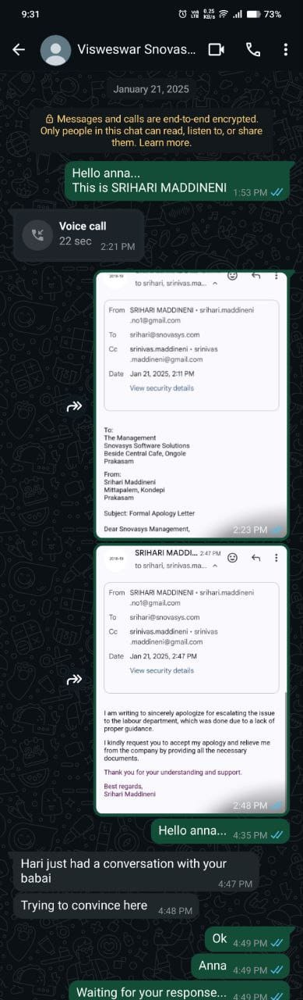 9:31
0.25
KB/s
73%
Visweswar Snovas...
January 21, 2025
Messages and calls are end-to-end encrypted.
Only people in this chat can read, listen to, or share
them. Learn more.
Hello anna...
This is SRIHARI MADDINENI 1:53 PM
Voice call
22 sec 2:21 PM
2018-19
to srihari, srinivas.ma...
From SRIHARI MADDINENI • srihari.maddineni
.no1@gmail.com
To srihari@snovasys.com
Cc srinivas.maddineni • srinivas
.maddineni@gmail.com
Date Jan 21, 2025, 2:11 PM
View security details
To:
The Management
Snovasys Software Solutions
Beside Central Cafe, Ongole
Prakasam
From:
Srihari Maddineni
Mittapalem, Kondepi
Prakasam
Subject: Formal Apology Letter
Dear Snovasys Management,
2:23 PM
SRIHARI MADDI... 2:47 PM
2018-19
to srihari, srinivas.ma...
From SRIHARI MADDINENI • srihari.maddineni
.no1@gmail.com
To srihari@snovasys.com
Cc srinivas.maddineni • srinivas
.maddineni@gmail.com
Date Jan 21, 2025, 2:47 PM
View security details
I am writing to sincerely apologize for escalating the issue
to the labour department, which was done due to a lack of
proper guidance.
I kindly request you to accept my apology and relieve me
from the company by providing all the necessary
documents.
Thank you for your understanding and support.
Best regards,
Srihari Maddineni
2:48 PM
Hello anna... 4:35 PM
Hari just had a conversation with your
babai
4:47 PM
Trying to convince here 4:48 PM
Ok 4:49 PM
Anna 4:49 PM
Waiting for your response... 4:49 PM